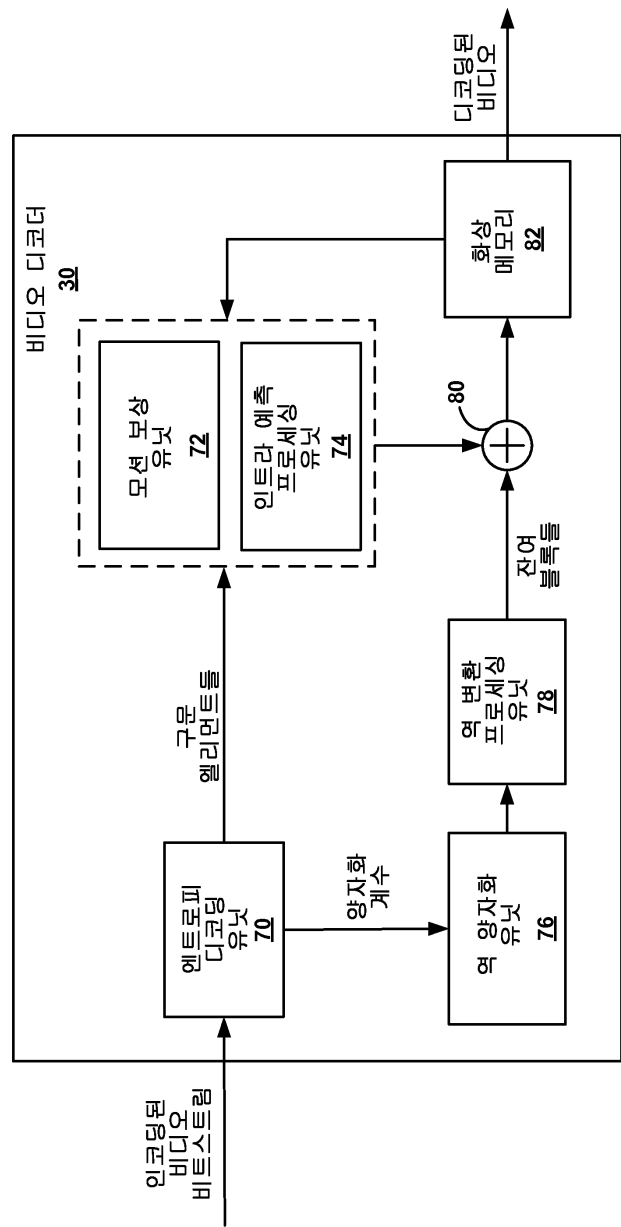 비디오 디코더
30
인코딩된
비디오
비트스트림
엔트로피
디코딩
유닛
70
구문
엘리먼트들
모션 보상
유닛
72
인트라 예측
프로세싱
유닛
74
양자화
계수
역 양자화
유닛
76
역 변환
프로세싱
유닛
78
잔여
블록들
80
화상
메모리
82
디코딩된
비디오